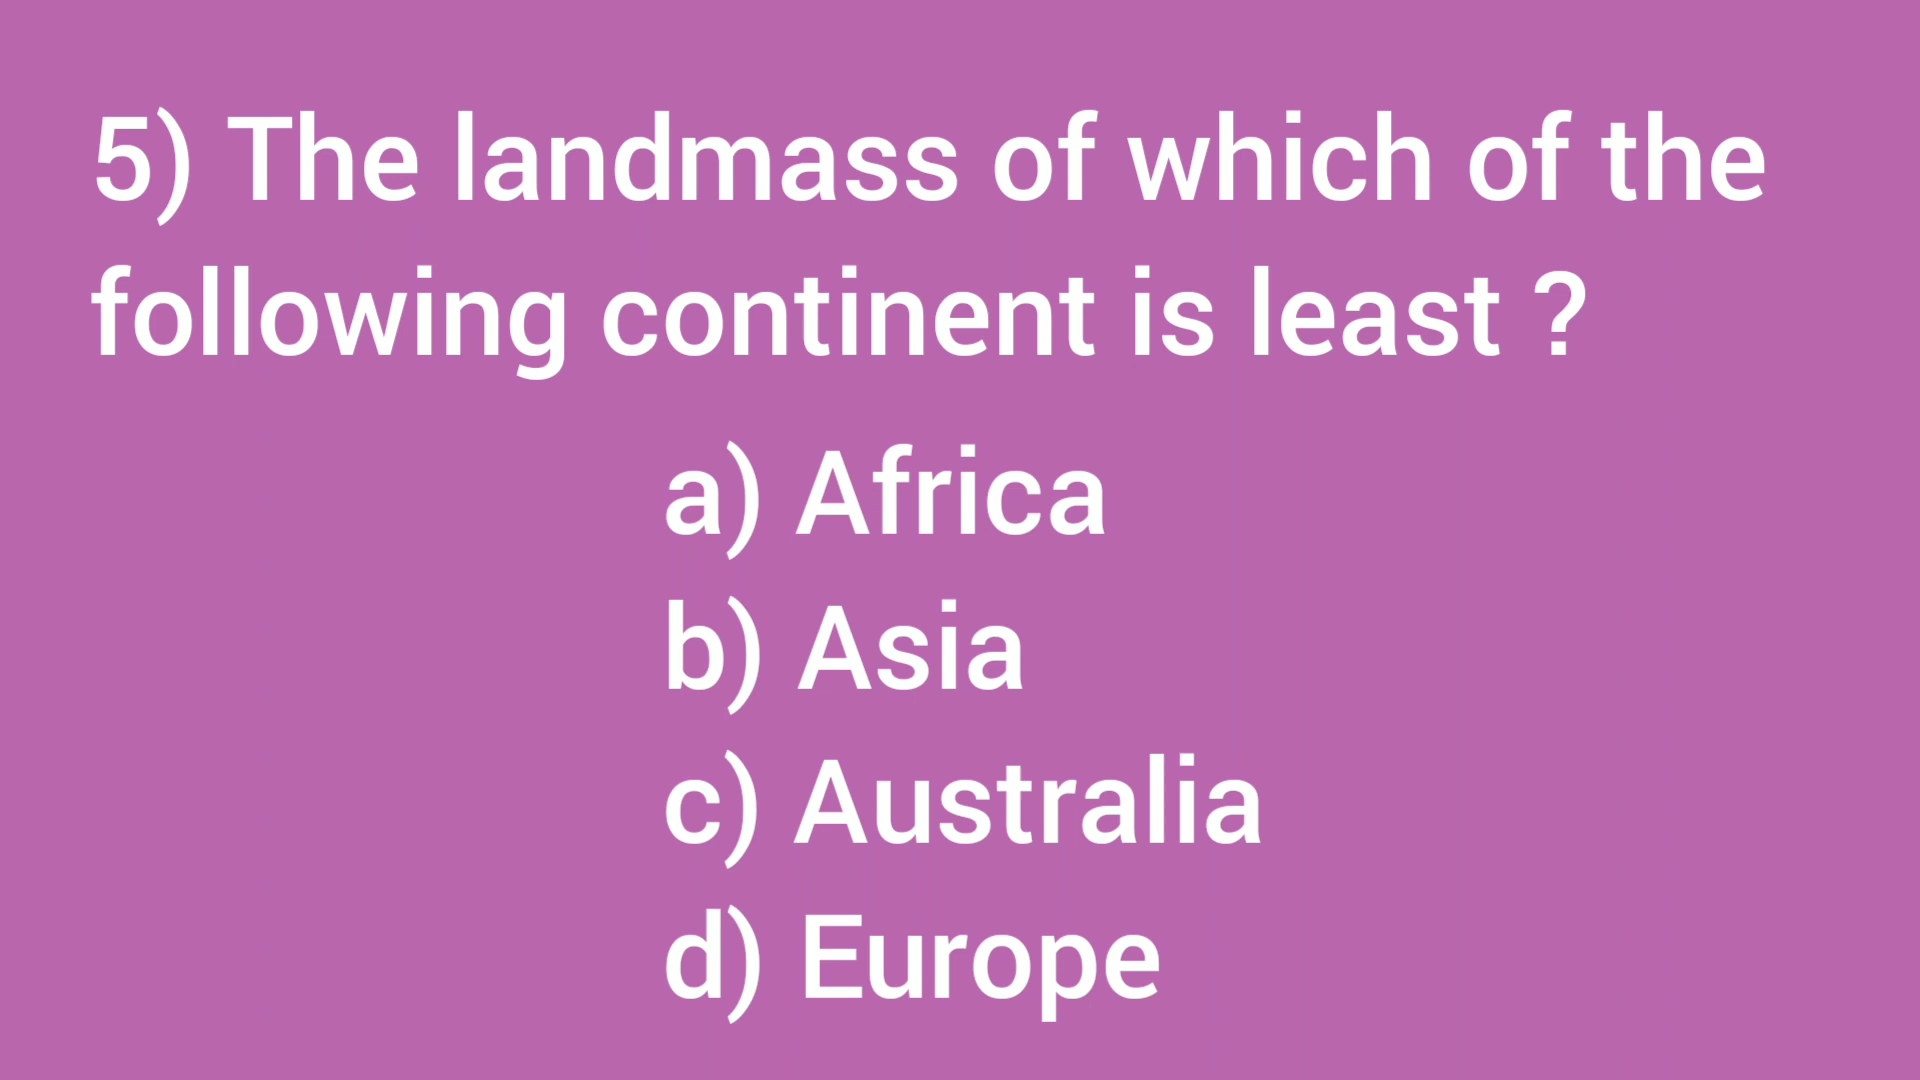 5) The landmass of which of the
following continent is least ?
a) Africa
b) Asia
c) Australia
d) Europe